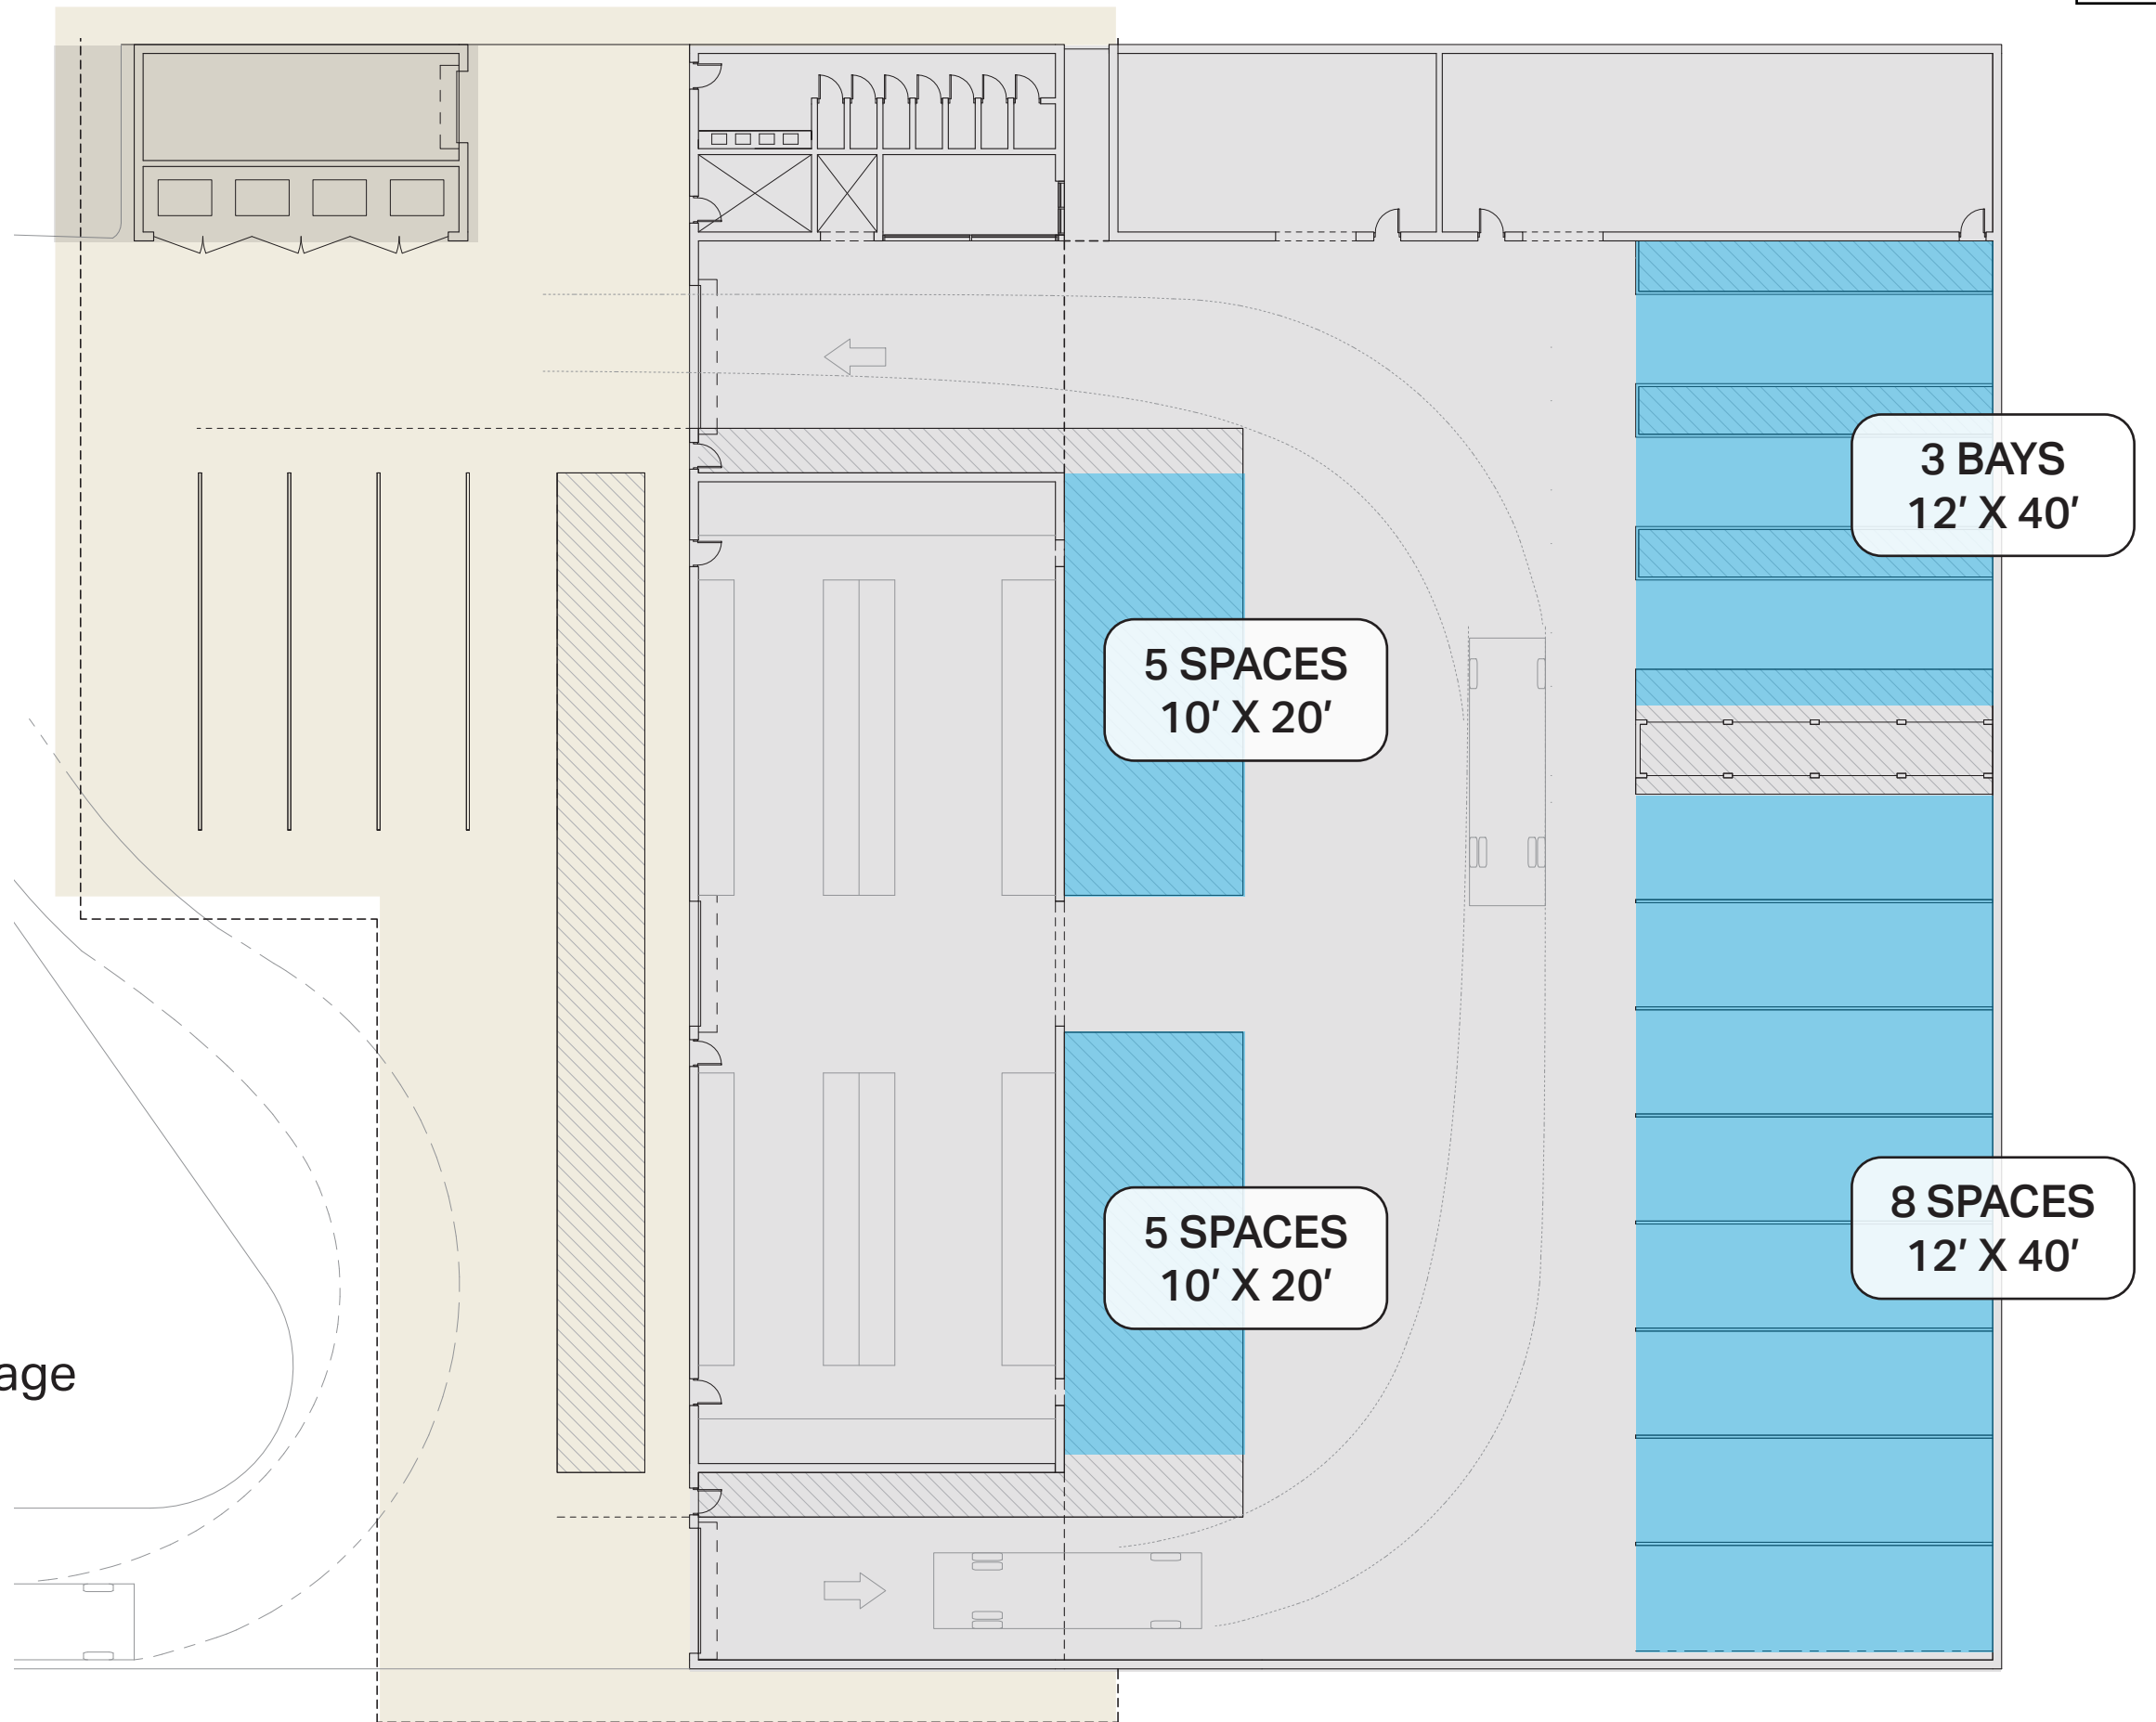 3 BAYS
12′ X 40′
5 SPACES
10′ X 20′
5 SPACES
10′ X 20′
8 SPACES
12′ X 40′
age